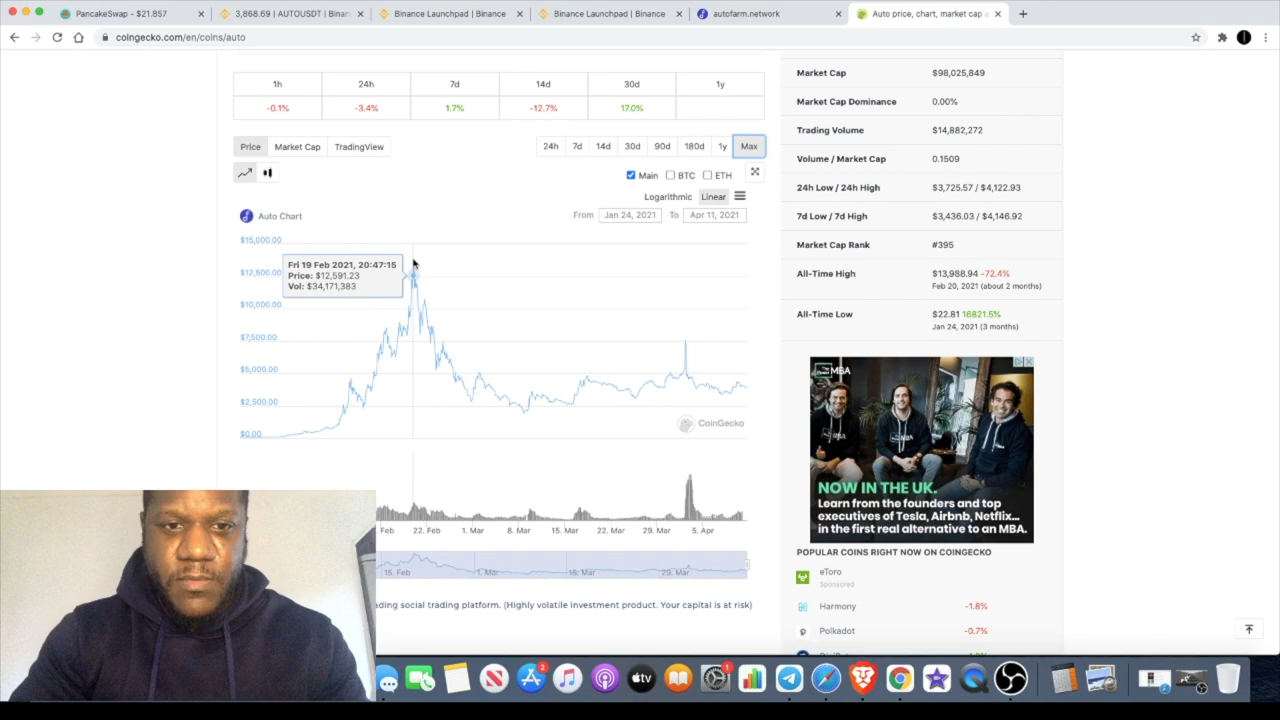 PancakeSwap - $21.857
3,868.69 | AUTOUSDT | Binan
Binance Launchpad | Binance
Binance Launchpad | Binance
autofarm.network
Auto price, chart, market cap
coingecko.com/en/coins/auto
1h 24h 7d 14d 30d 1y
-0.1% -3.4% 1.7% -12.7% 17.0%
Price Market Cap TradingView
24h 7d 14d 30d 90d 180d 1y Max
Main BTC ETH
Logarithmic Linear
Auto Chart
From Jan 24, 2021 To Apr 11, 2021
$15,000.00
$12,500.00
$10,000.00
$7,500.00
$5,000.00
$2,500.00
$0.00
Fri 19 Feb 2021, 20:47:15
Price: $12,591.23
Vol: $34,171,383
CoinGecko
Feb 22. Feb 1. Mar 8. Mar 15. Mar 22. Mar 29. Mar 5. Apr
15. Feb 1. Mar 15. Mar 29. Mar
ding social trading platform. (Highly volatile investment product. Your capital is at risk)
Market Cap $98,025,849
Market Cap Dominance 0.00%
Trading Volume $14,882,272
Volume / Market Cap 0.1509
24h Low / 24h High $3,725.57 / $4,122.93
7d Low / 7d High $3,436.03 / $4,146.92
Market Cap Rank #395
All-Time High $13,988.94 -72.4%
Feb 20, 2021 (about 2 months)
All-Time Low $22.81 16821.5%
Jan 24, 2021 (3 months)
MBA
NOW IN THE UK.
Learn from the founders and top
executives of Tesla, Airbnb, Netflix...
in the first real alternative to an MBA.
POPULAR COINS RIGHT NOW ON COINGECKO
eToro
Sponsored
Harmony -1.8%
Polkadot -0.7%
2
tv
1